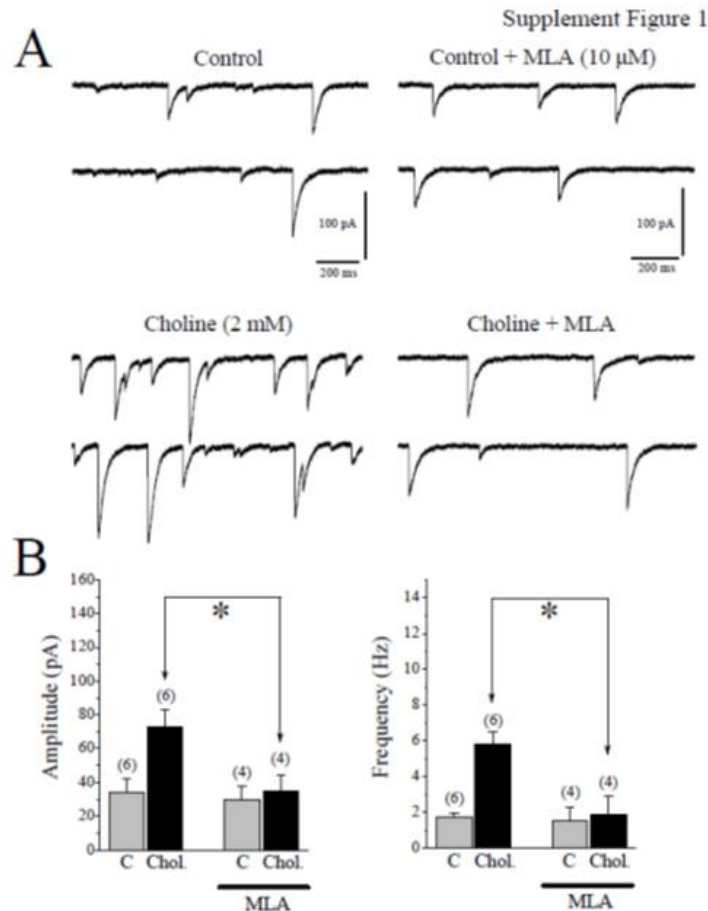 Supplement Figure 1
A
Control
Control + MLA (10 µM)
100 pA
200 ms
100 pA
200 ms
Choline (2 mM)
Choline + MLA
B
Amplitude (pA)
160
140
120
100
80
60
40
20
0
(6)
(6)
(4)
(4)
*
C Chol. C Chol.
MLA
Frequency (Hz)
14
12
10
8
6
4
2
0
(6)
(6)
(4)
(4)
*
C Chol. C Chol.
MLA